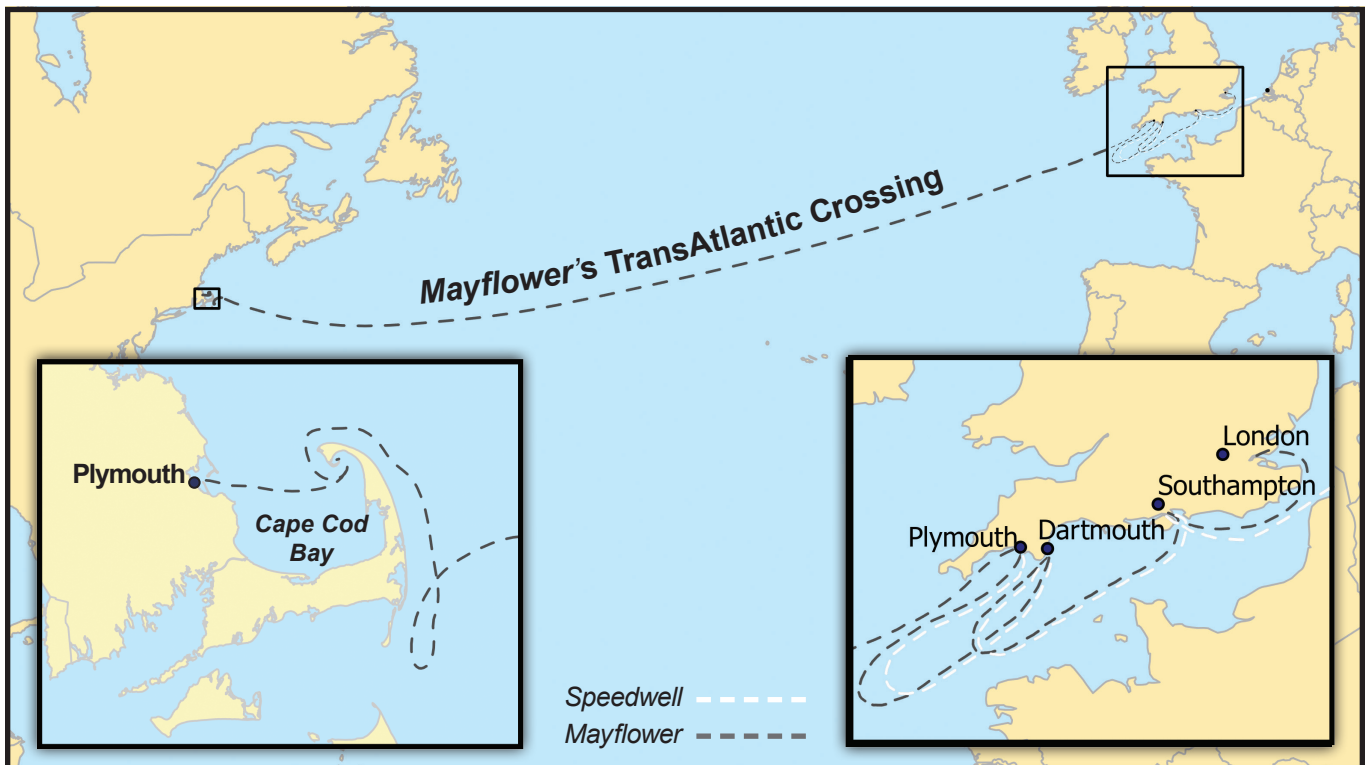 Mayflower's TransAtlantic Crossing
Plymouth
Cape Cod
Bay
London
Southampton
Plymouth
Dartmouth
Speedwell
Mayflower